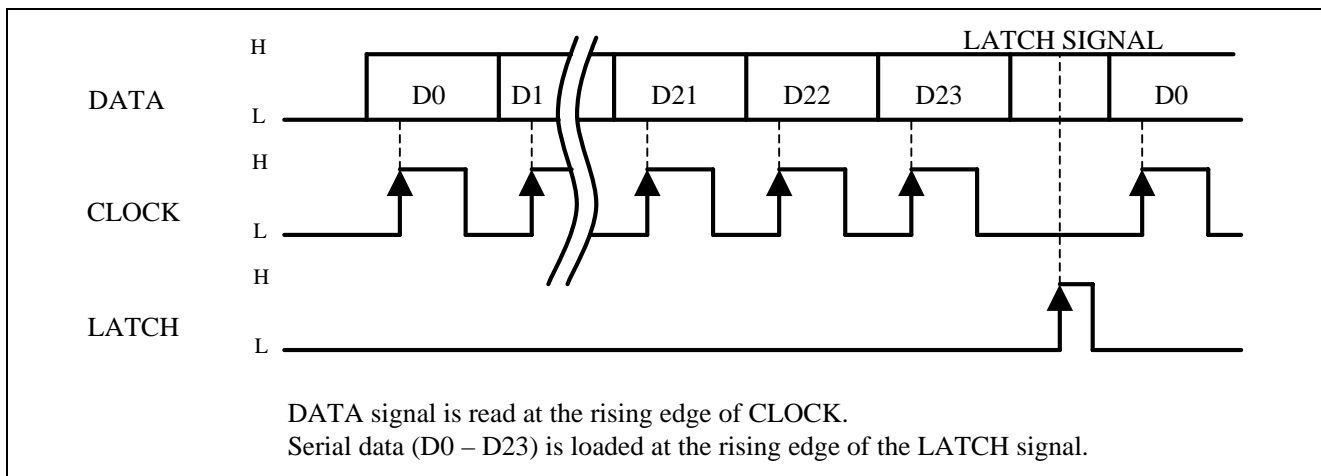 H
LATCH SIGNAL
DATA
D0
D1
D21
D22
D23
D0
L
H
CLOCK
L
H
LATCH
L
DATA signal is read at the rising edge of CLOCK.
Serial data (D0 – D23) is loaded at the rising edge of the LATCH signal.